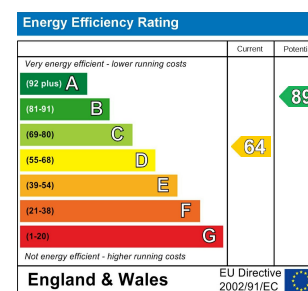 Energy Efficiency Rating
Current Potenti
Very energy efficient - lower running costs
(92 plus) A
(81-91) B
(69-80) C
(55-68) D
(39-54) E
(21-38) F
(1-20) G
64
89
Not energy efficient - higher running costs
England & Wales
EU Directive
2002/91/EC